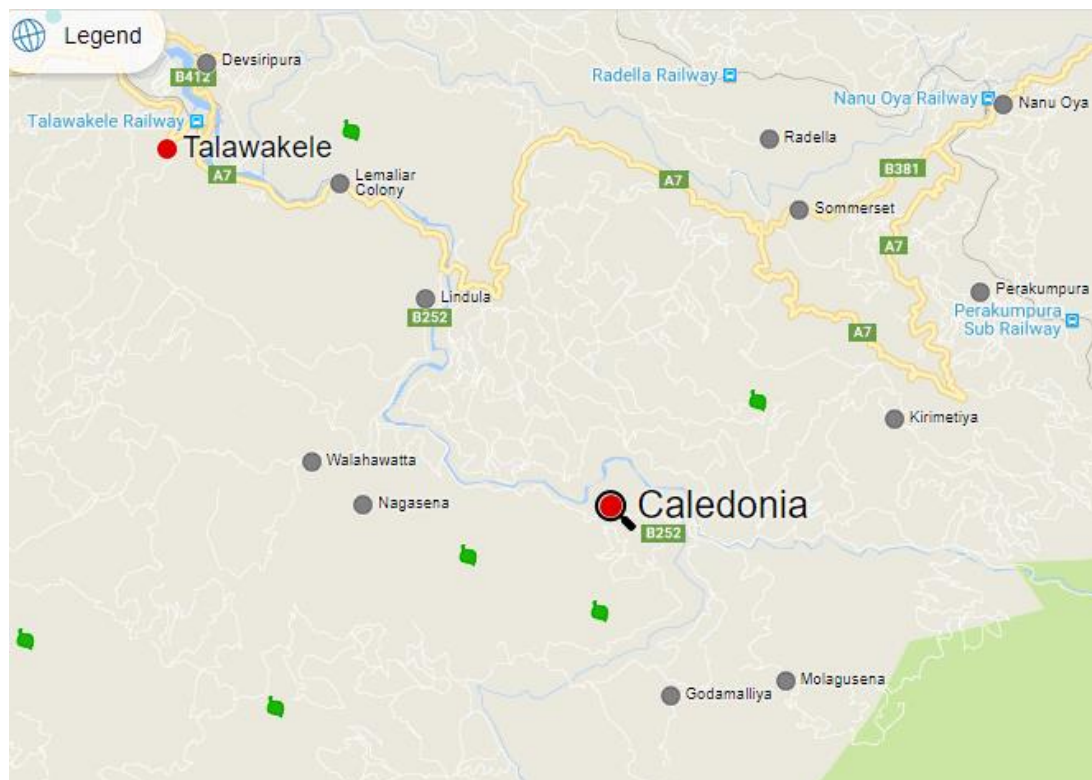 Legend
Devsiripura
B412
Radella Railway
Nanu Oya Railway
Nanu Oya
Talawakele Railway
Talawakele
Radella
A7
Lemaliar
Colony
A7
B381
Sommerset
A7
Lindula
B252
Perakumpura
Perakumpura
Sub Railway
A7
Kirimetiya
Walahawatta
Nagasena
Caledonia
B252
Molagusena
Godamalliya